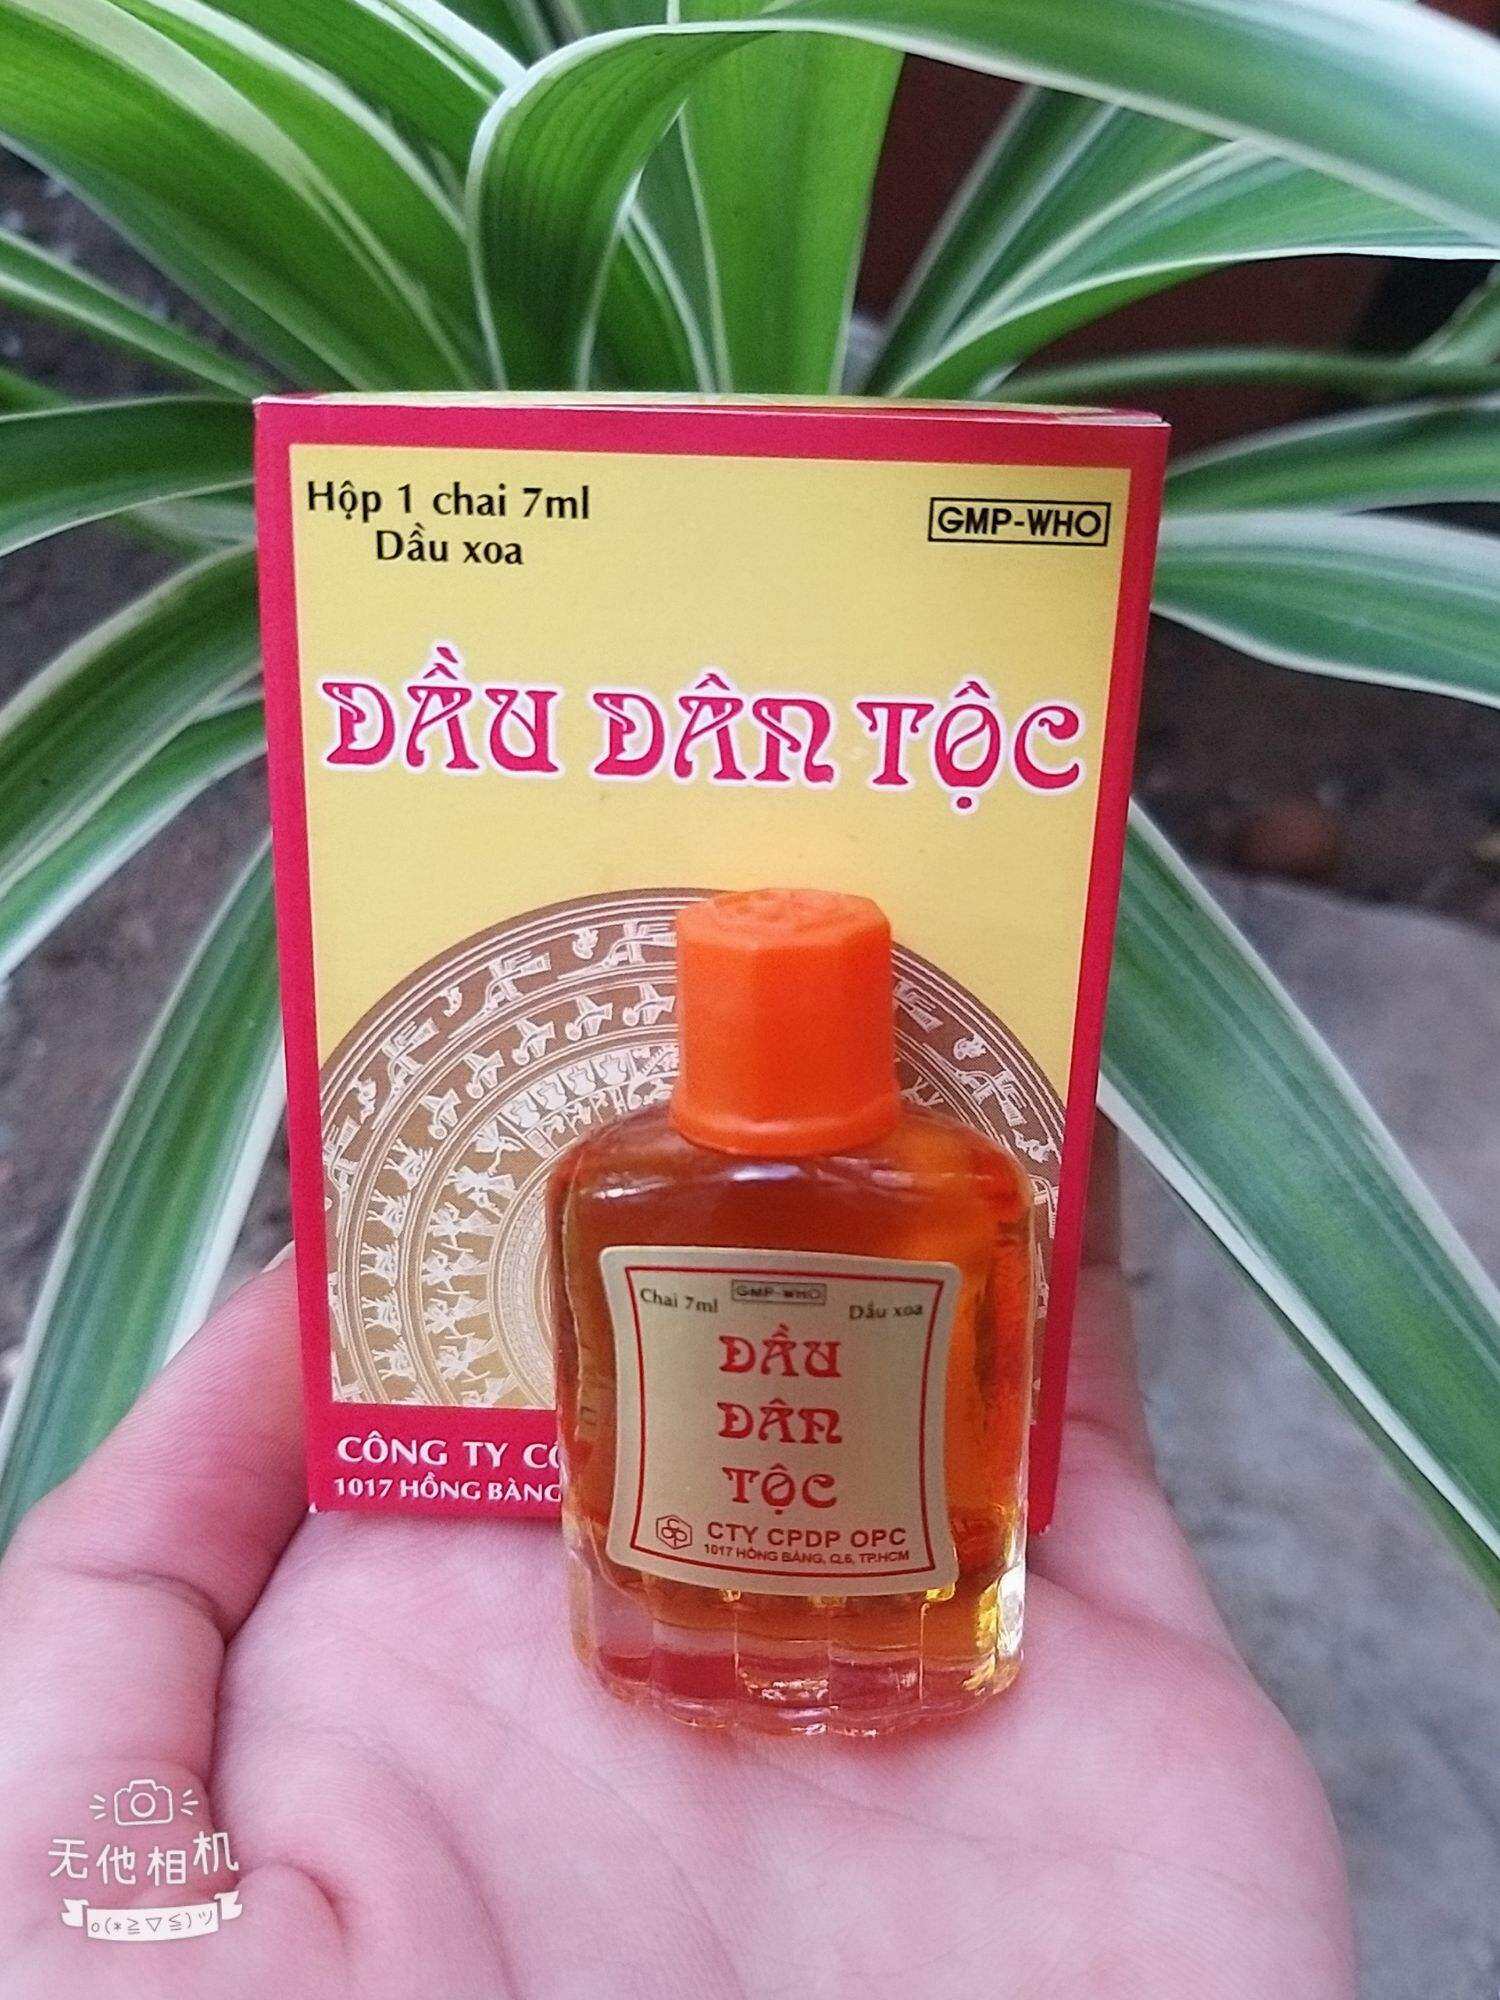 Hộp 1 chai 7ml
Dầu xoa
GMP-WHO
DẦU DÂN TỘC
CÔNG TY
1017 HỒNG BÀNG
Chai 7ml
GMP-WHO
Dầu xoa
DẦU
DÂN
TỘC
OPC
CTY CPDP OPC
1017 HỒNG BÀNG, Q.6, TP.HCM
无他相机
o(*≧▽≦)ツ